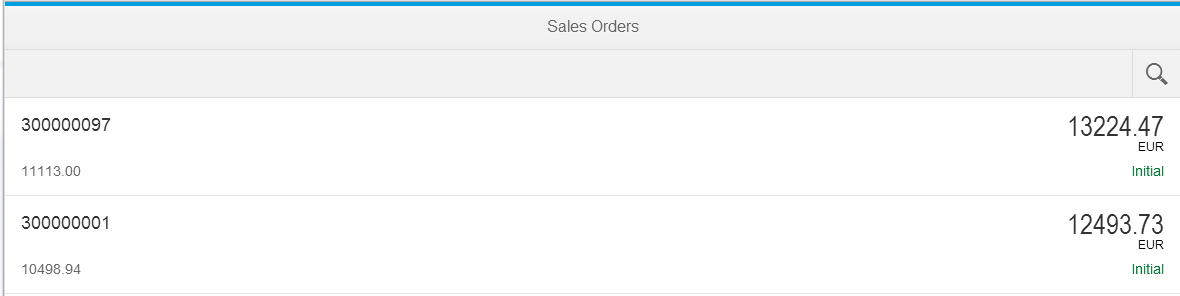 Sales Orders
300000097 13224.47
EUR
11113.00 Initial
300000001 12493.73
EUR
10498.94 Initial